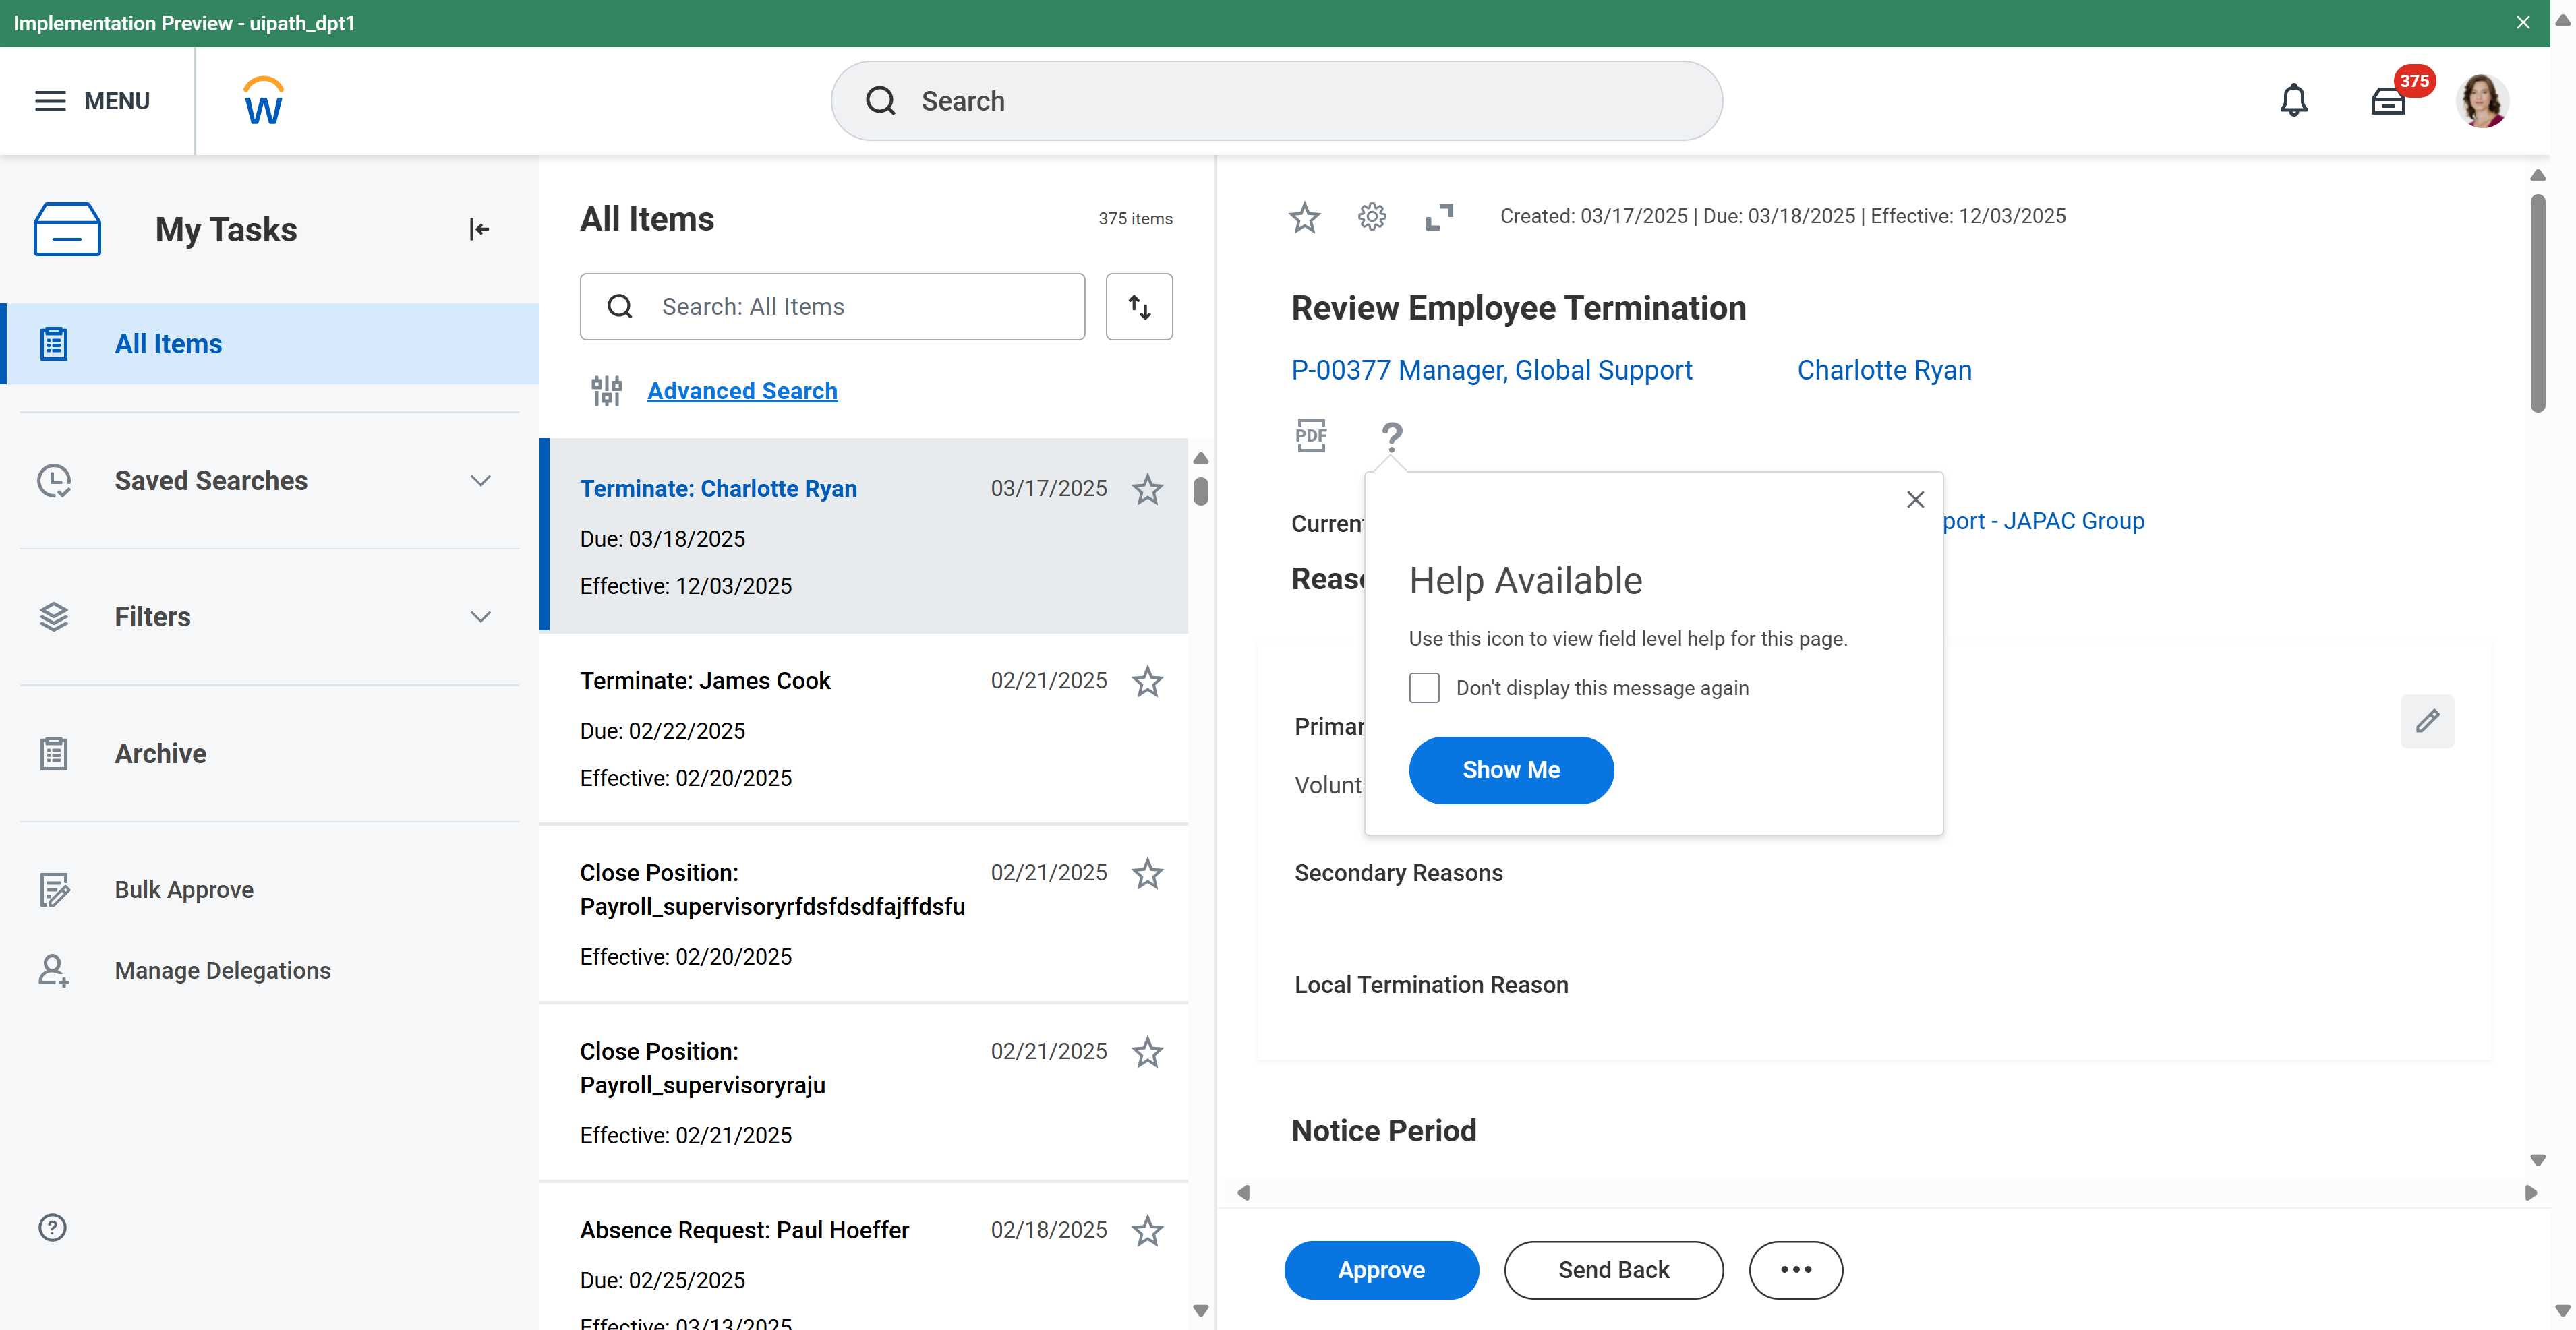 Implementation Preview - uipath_dpt1
MENU
Search
375
My Tasks
All Items
Saved Searches
Filters
Archive
Bulk Approve
Manage Delegations
All Items
375 items
Search: All Items
Advanced Search
Terminate: Charlotte Ryan
03/17/2025
Due: 03/18/2025
Effective: 12/03/2025
Terminate: James Cook
02/21/2025
Due: 02/22/2025
Effective: 02/20/2025
Close Position:
02/21/2025
Payroll_supervisoryrfdsfdsdfajffdsfu
Effective: 02/20/2025
Close Position:
02/21/2025
Payroll_supervisoryraju
Effective: 02/21/2025
Absence Request: Paul Hoeffer
02/18/2025
Due: 02/25/2025
Effective: 03/13/2025
Created: 03/17/2025 | Due: 03/18/2025 | Effective: 12/03/2025
Review Employee Termination
P-00377 Manager, Global Support
Charlotte Ryan
PDF
?
Current
port - JAPAC Group
Reaso
Help Available
Use this icon to view field level help for this page.
Don't display this message again
Show Me
Primar
Volunt
Secondary Reasons
Local Termination Reason
Notice Period
Approve
Send Back